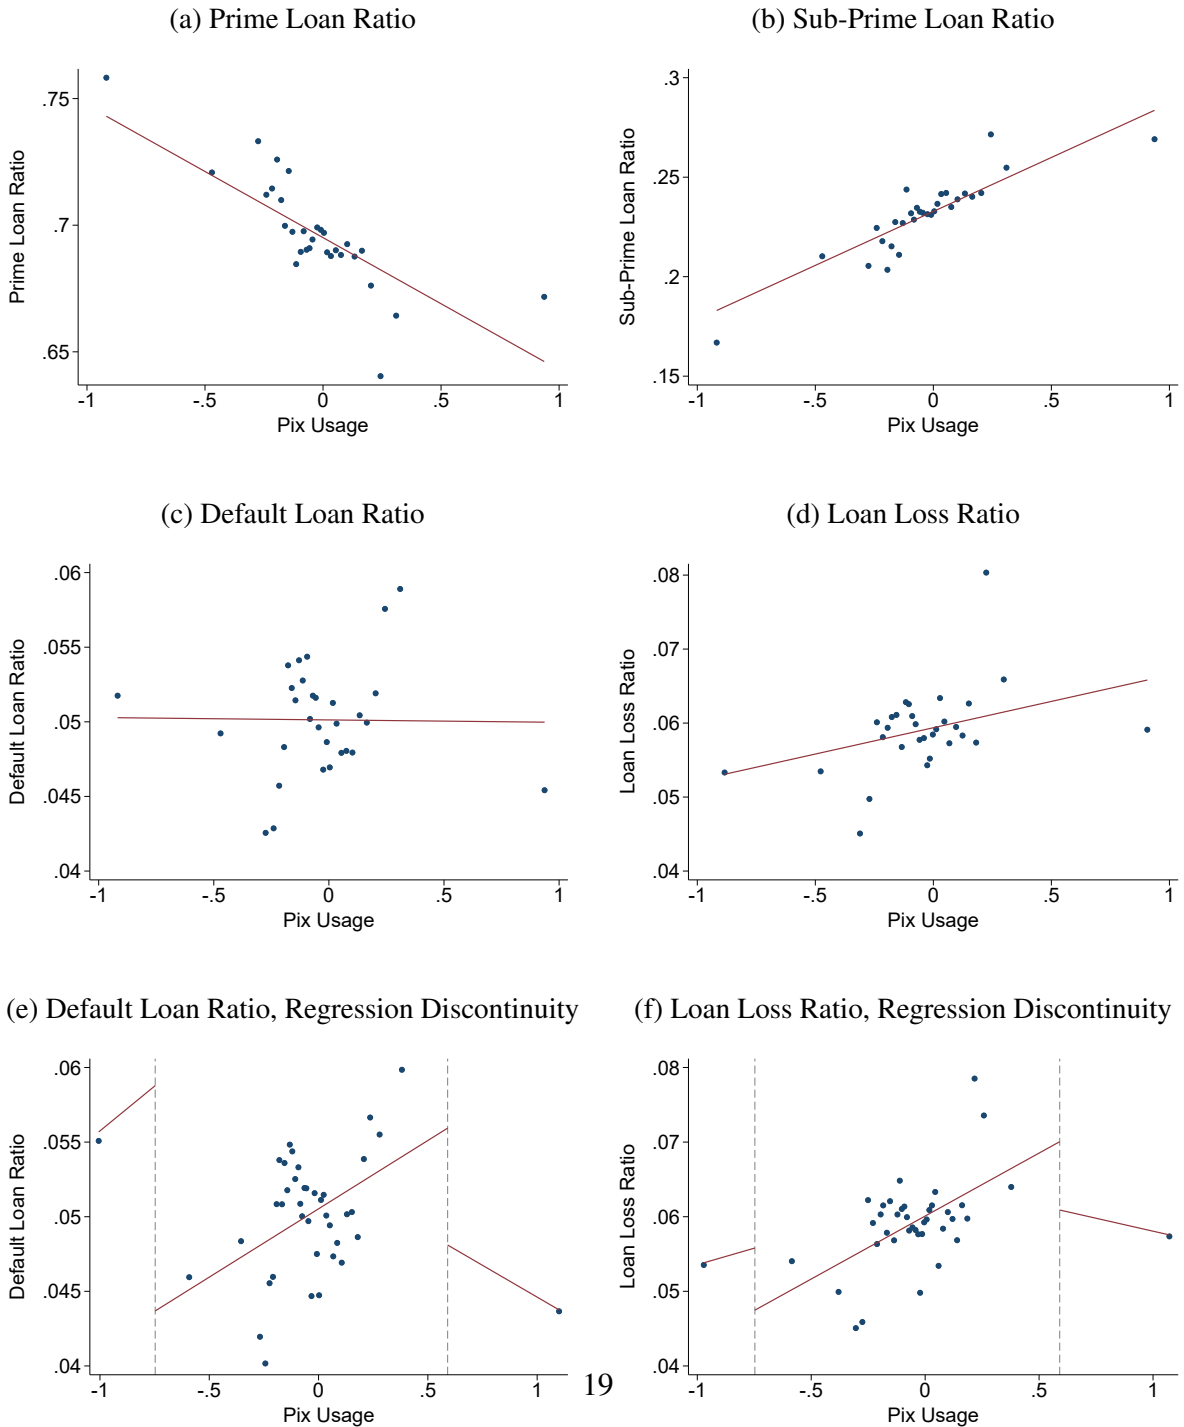 (a) Prime Loan Ratio
.75
.7
.65
Prime Loan Ratio
-1 -.5 0 .5 1
Pix Usage
(b) Sub-Prime Loan Ratio
.3
.25
.2
.15
Sub-Prime Loan Ratio
-1 -.5 0 .5 1
Pix Usage
(c) Default Loan Ratio
.06
.055
.05
.045
.04
Default Loan Ratio
-1 -.5 0 .5 1
Pix Usage
(d) Loan Loss Ratio
.08
.07
.06
.05
.04
Loan Loss Ratio
-1 -.5 0 .5 1
Pix Usage
(e) Default Loan Ratio, Regression Discontinuity
.06
.055
.05
.045
.04
Default Loan Ratio
-1 -.5 0 .5 1
Pix Usage
(f) Loan Loss Ratio, Regression Discontinuity
.08
.07
.06
.05
.04
Loan Loss Ratio
-1 -.5 0 .5 1
Pix Usage
19